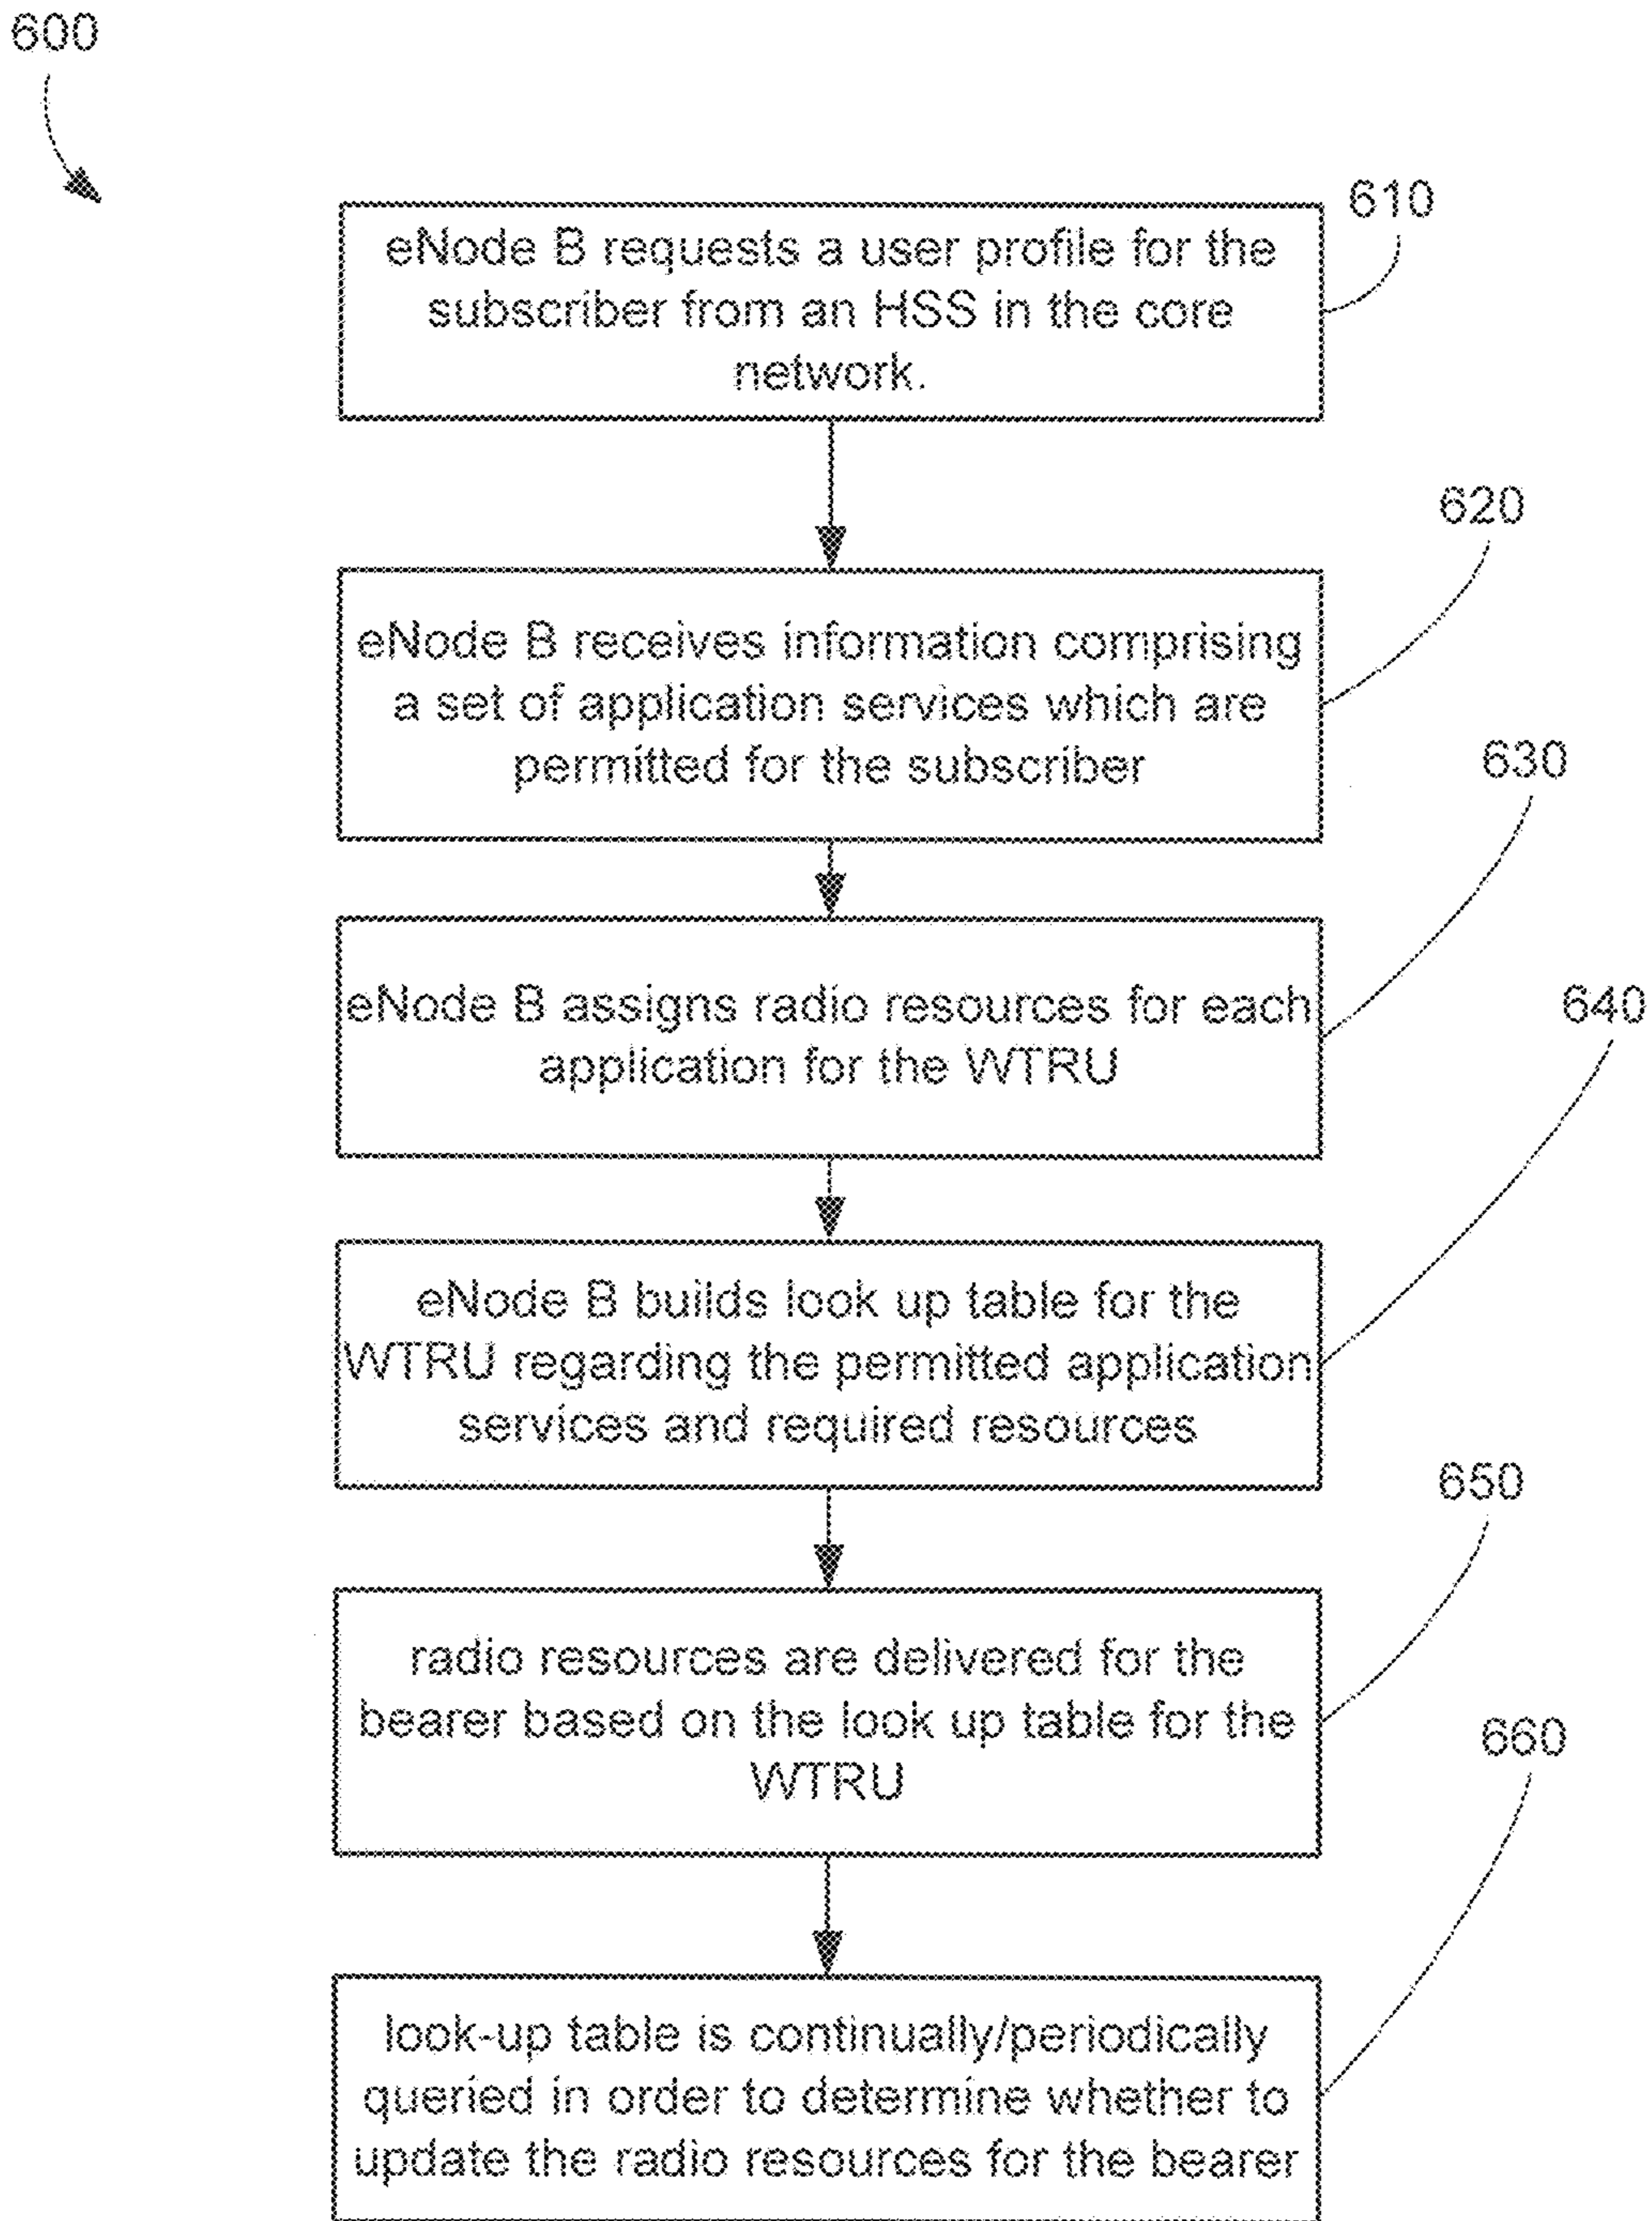 600
610
eNode B requests a user profile for the
subscriber from an HSS in the core
network.
620
eNode B receives information comprising
a set of application services which are
permitted for the subscriber
630
eNode B assigns radio resources for each
application for the WTRU
640
eNode B builds look up table for the
WTRU regarding the permitted application
services and required resources
650
radio resources are delivered for the
bearer based on the look up table for the
WTRU
660
look-up table is continually/periodically
queried in order to determine whether to
update the radio resources for the bearer